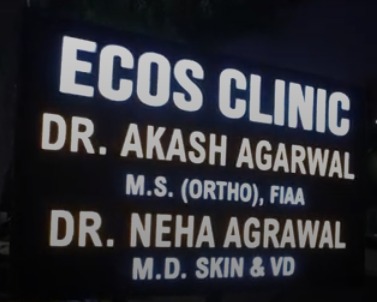 ECOS CLINIC
DR. AKASH AGARWAL
M.S. (ORTHO), FIAA
DR. NEHA AGRAWAL
M.D. SKIN & VD